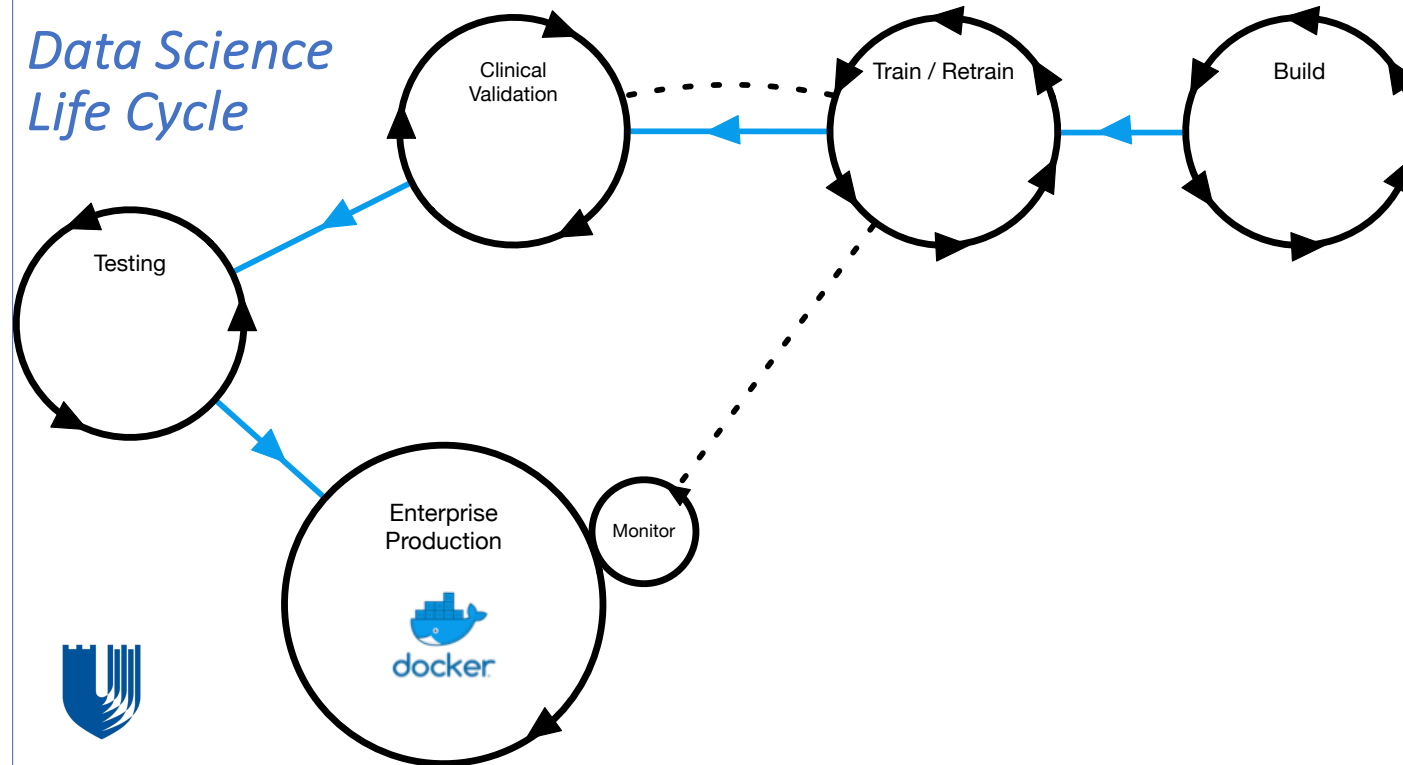 Data Science
Life Cycle
Clinical
Validation
Train / Retrain
Build
Testing
Enterprise
Production
Monitor
docker